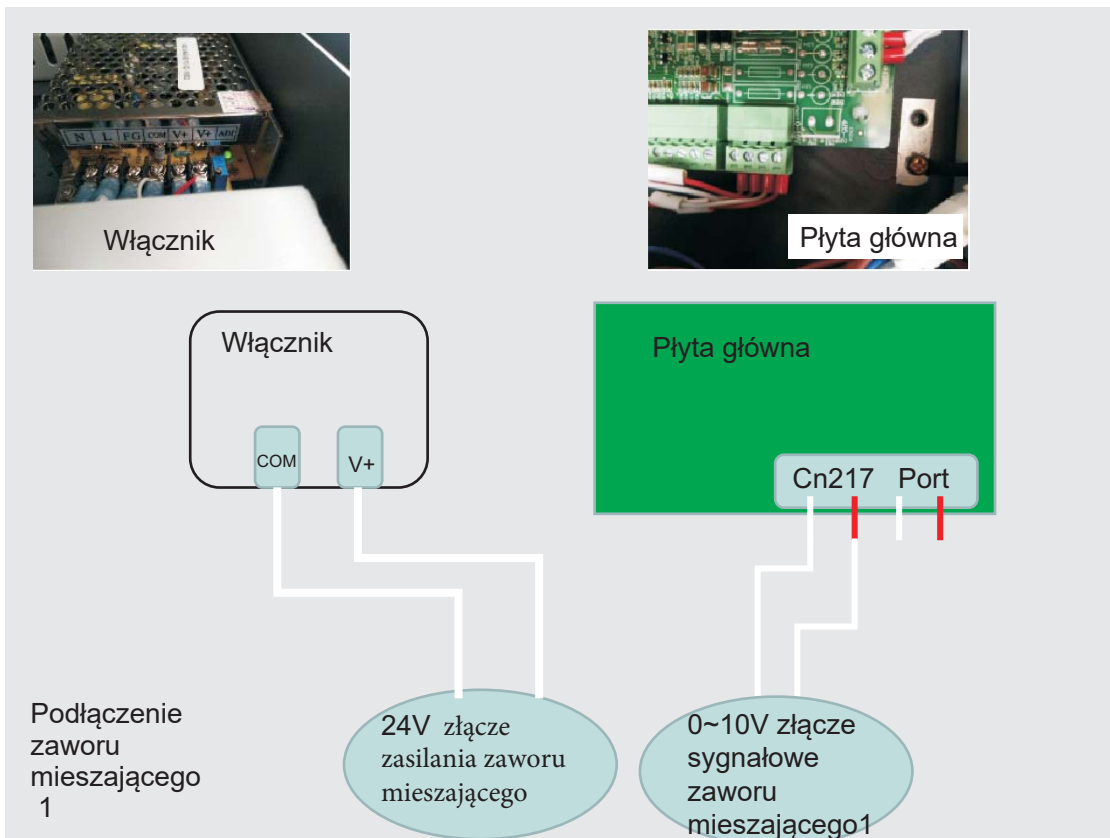 N L FG COM V+ V+ ADJ
Włącznik
Płyta główna
Włącznik
COM V+
Płyta główna
Cn217 Port
Podłączenie
zaworu
mieszającego
1
24V złącze
zasilania zaworu
mieszającego
0~10V złącze
sygnałowe
zaworu
mieszającego1